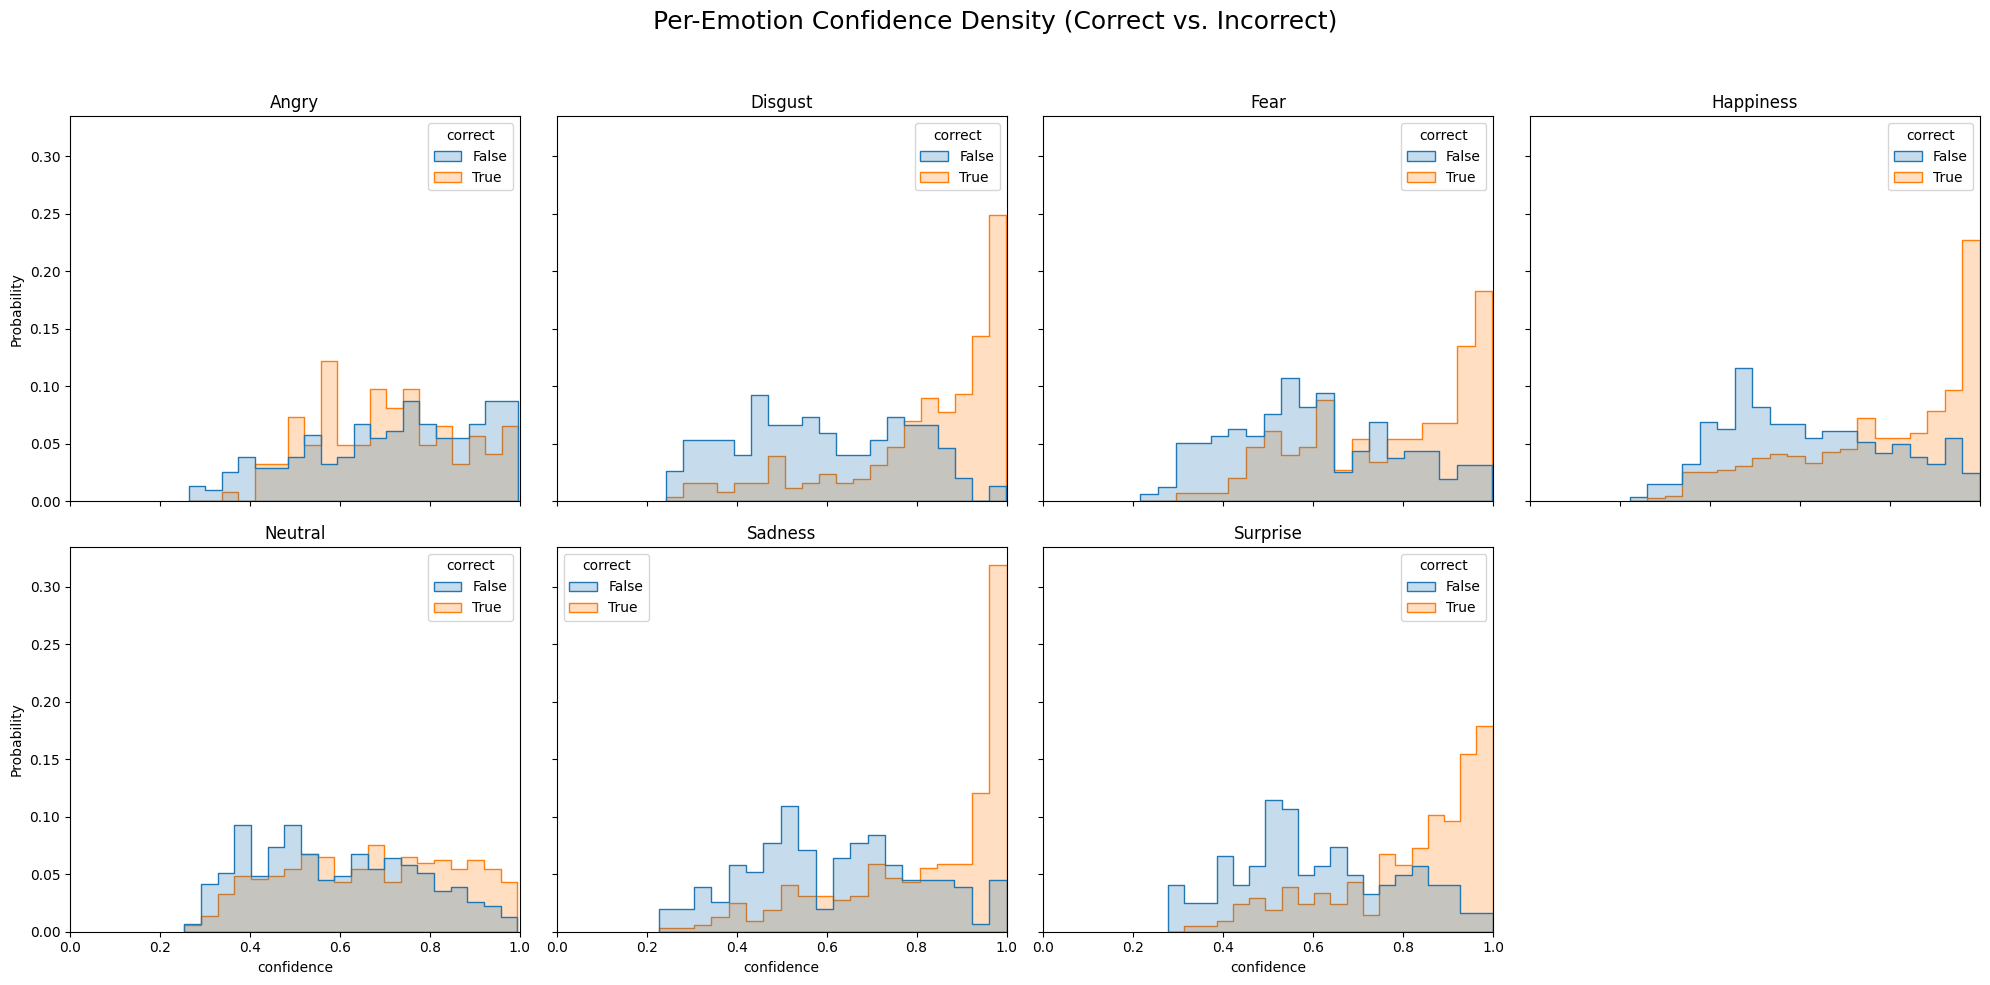 Per-Emotion Confidence Density (Correct vs. Incorrect)
Angry
Disgust
Fear
Happiness
correct
False
True
correct
False
True
correct
False
True
correct
False
True
Probability
0.30
0.25
0.20
0.15
0.10
0.05
0.00
Neutral
Sadness
Surprise
correct
False
True
correct
False
True
correct
False
True
Probability
0.30
0.25
0.20
0.15
0.10
0.05
0.00
0.0 0.2 0.4 0.6 0.8 1.0
0.0 0.2 0.4 0.6 0.8 1.0
0.0 0.2 0.4 0.6 0.8 1.0
confidence
confidence
confidence